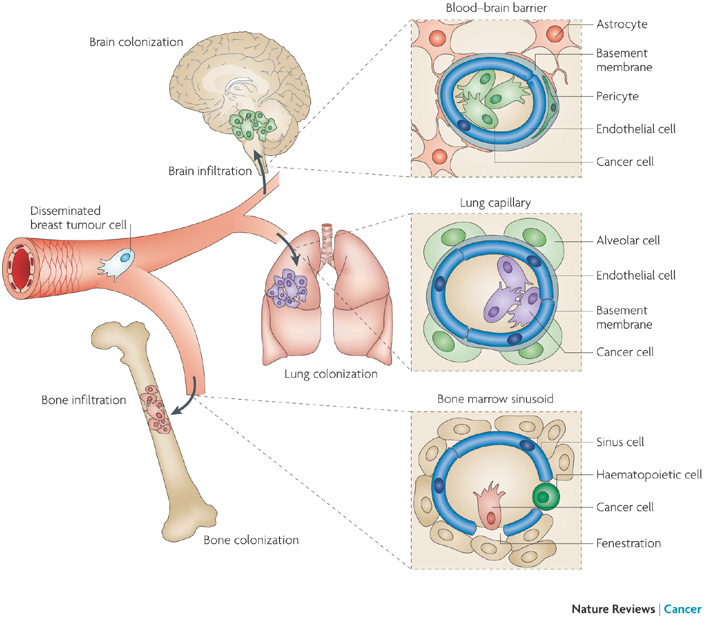 Blood–brain barrier
Brain colonization
Astrocyte
Basement
membrane
Pericyte
Endothelial cell
Cancer cell
Brain infiltration
Disseminated
breast tumour cell
Lung capillary
Alveolar cell
Endothelial cell
Basement
membrane
Cancer cell
Lung colonization
Bone infiltration
Bone marrow sinusoid
Sinus cell
Haematopoietic cell
Cancer cell
Fenestration
Bone colonization
Nature Reviews | Cancer